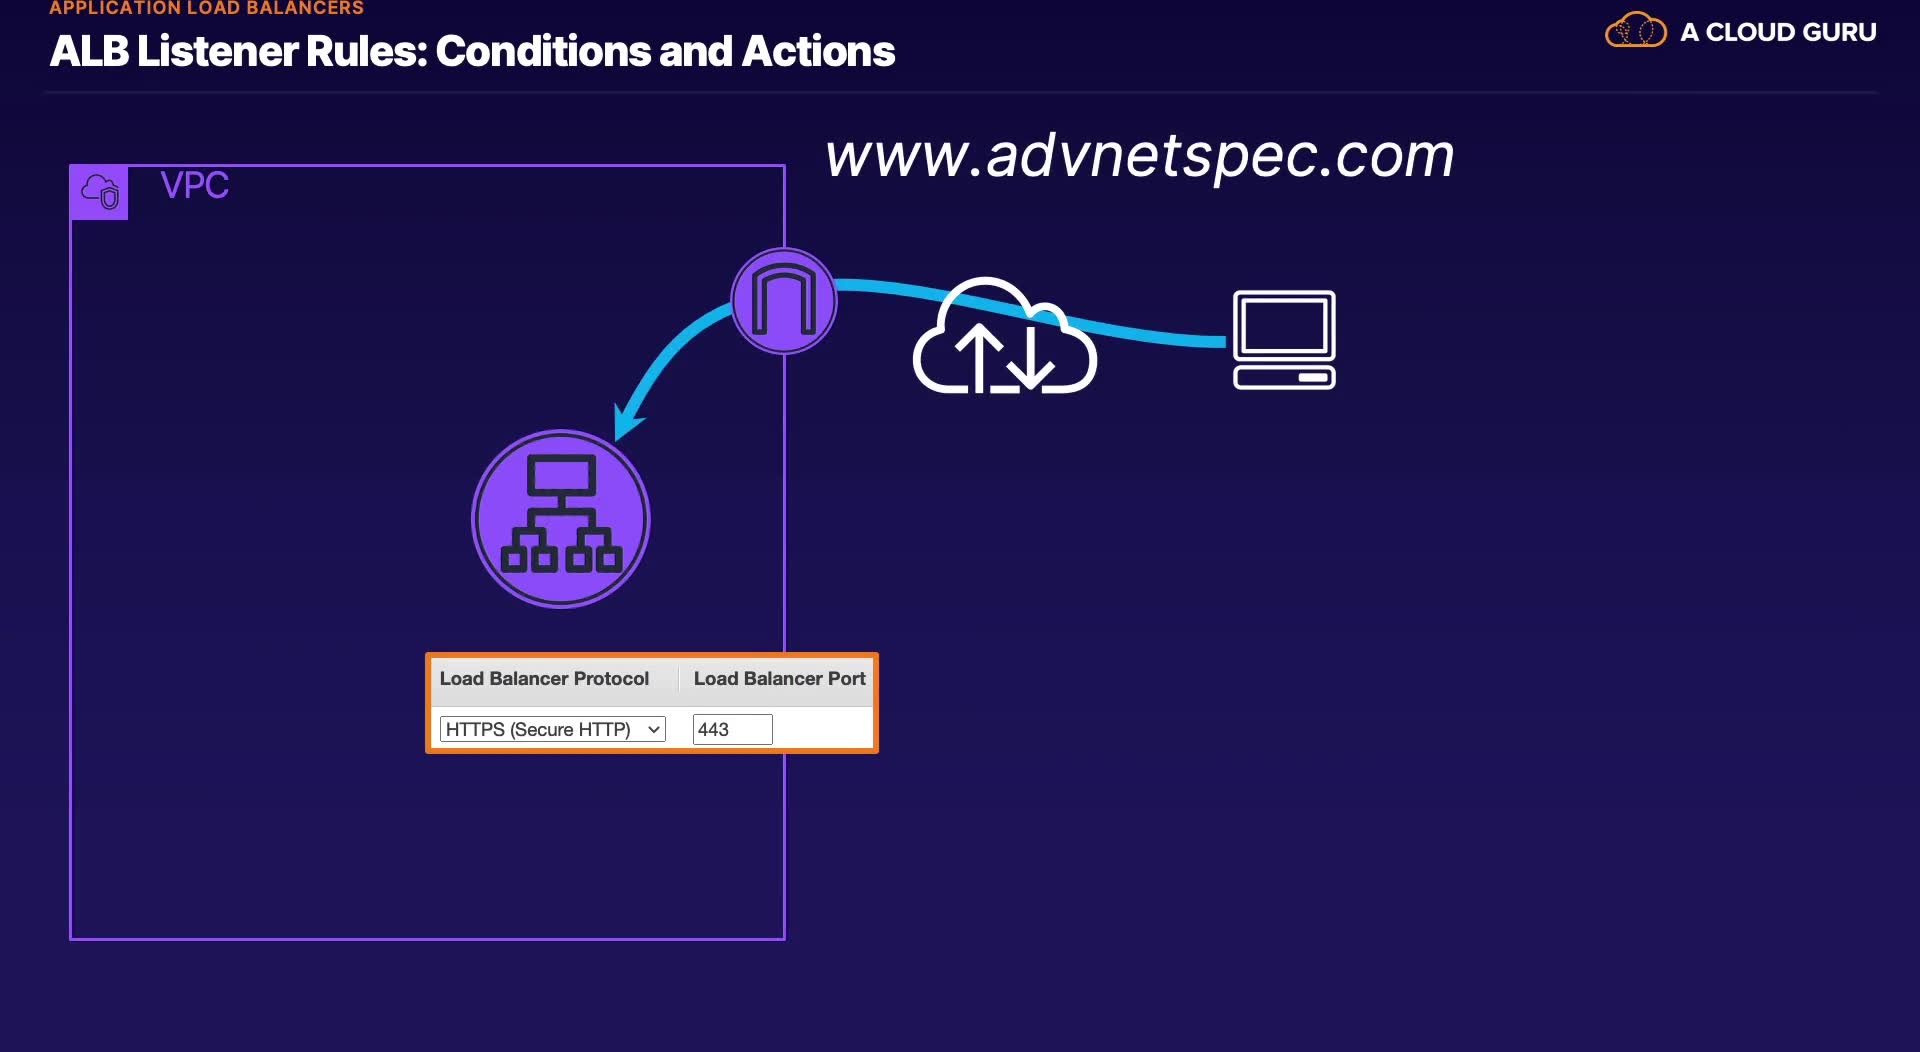 APPLICATION LOAD BALANCERS
ALB Listener Rules: Conditions and Actions
A CLOUD GURU
www.advnetspec.com
VPC
Load Balancer Protocol Load Balancer Port
HTTPS (Secure HTTP) 443